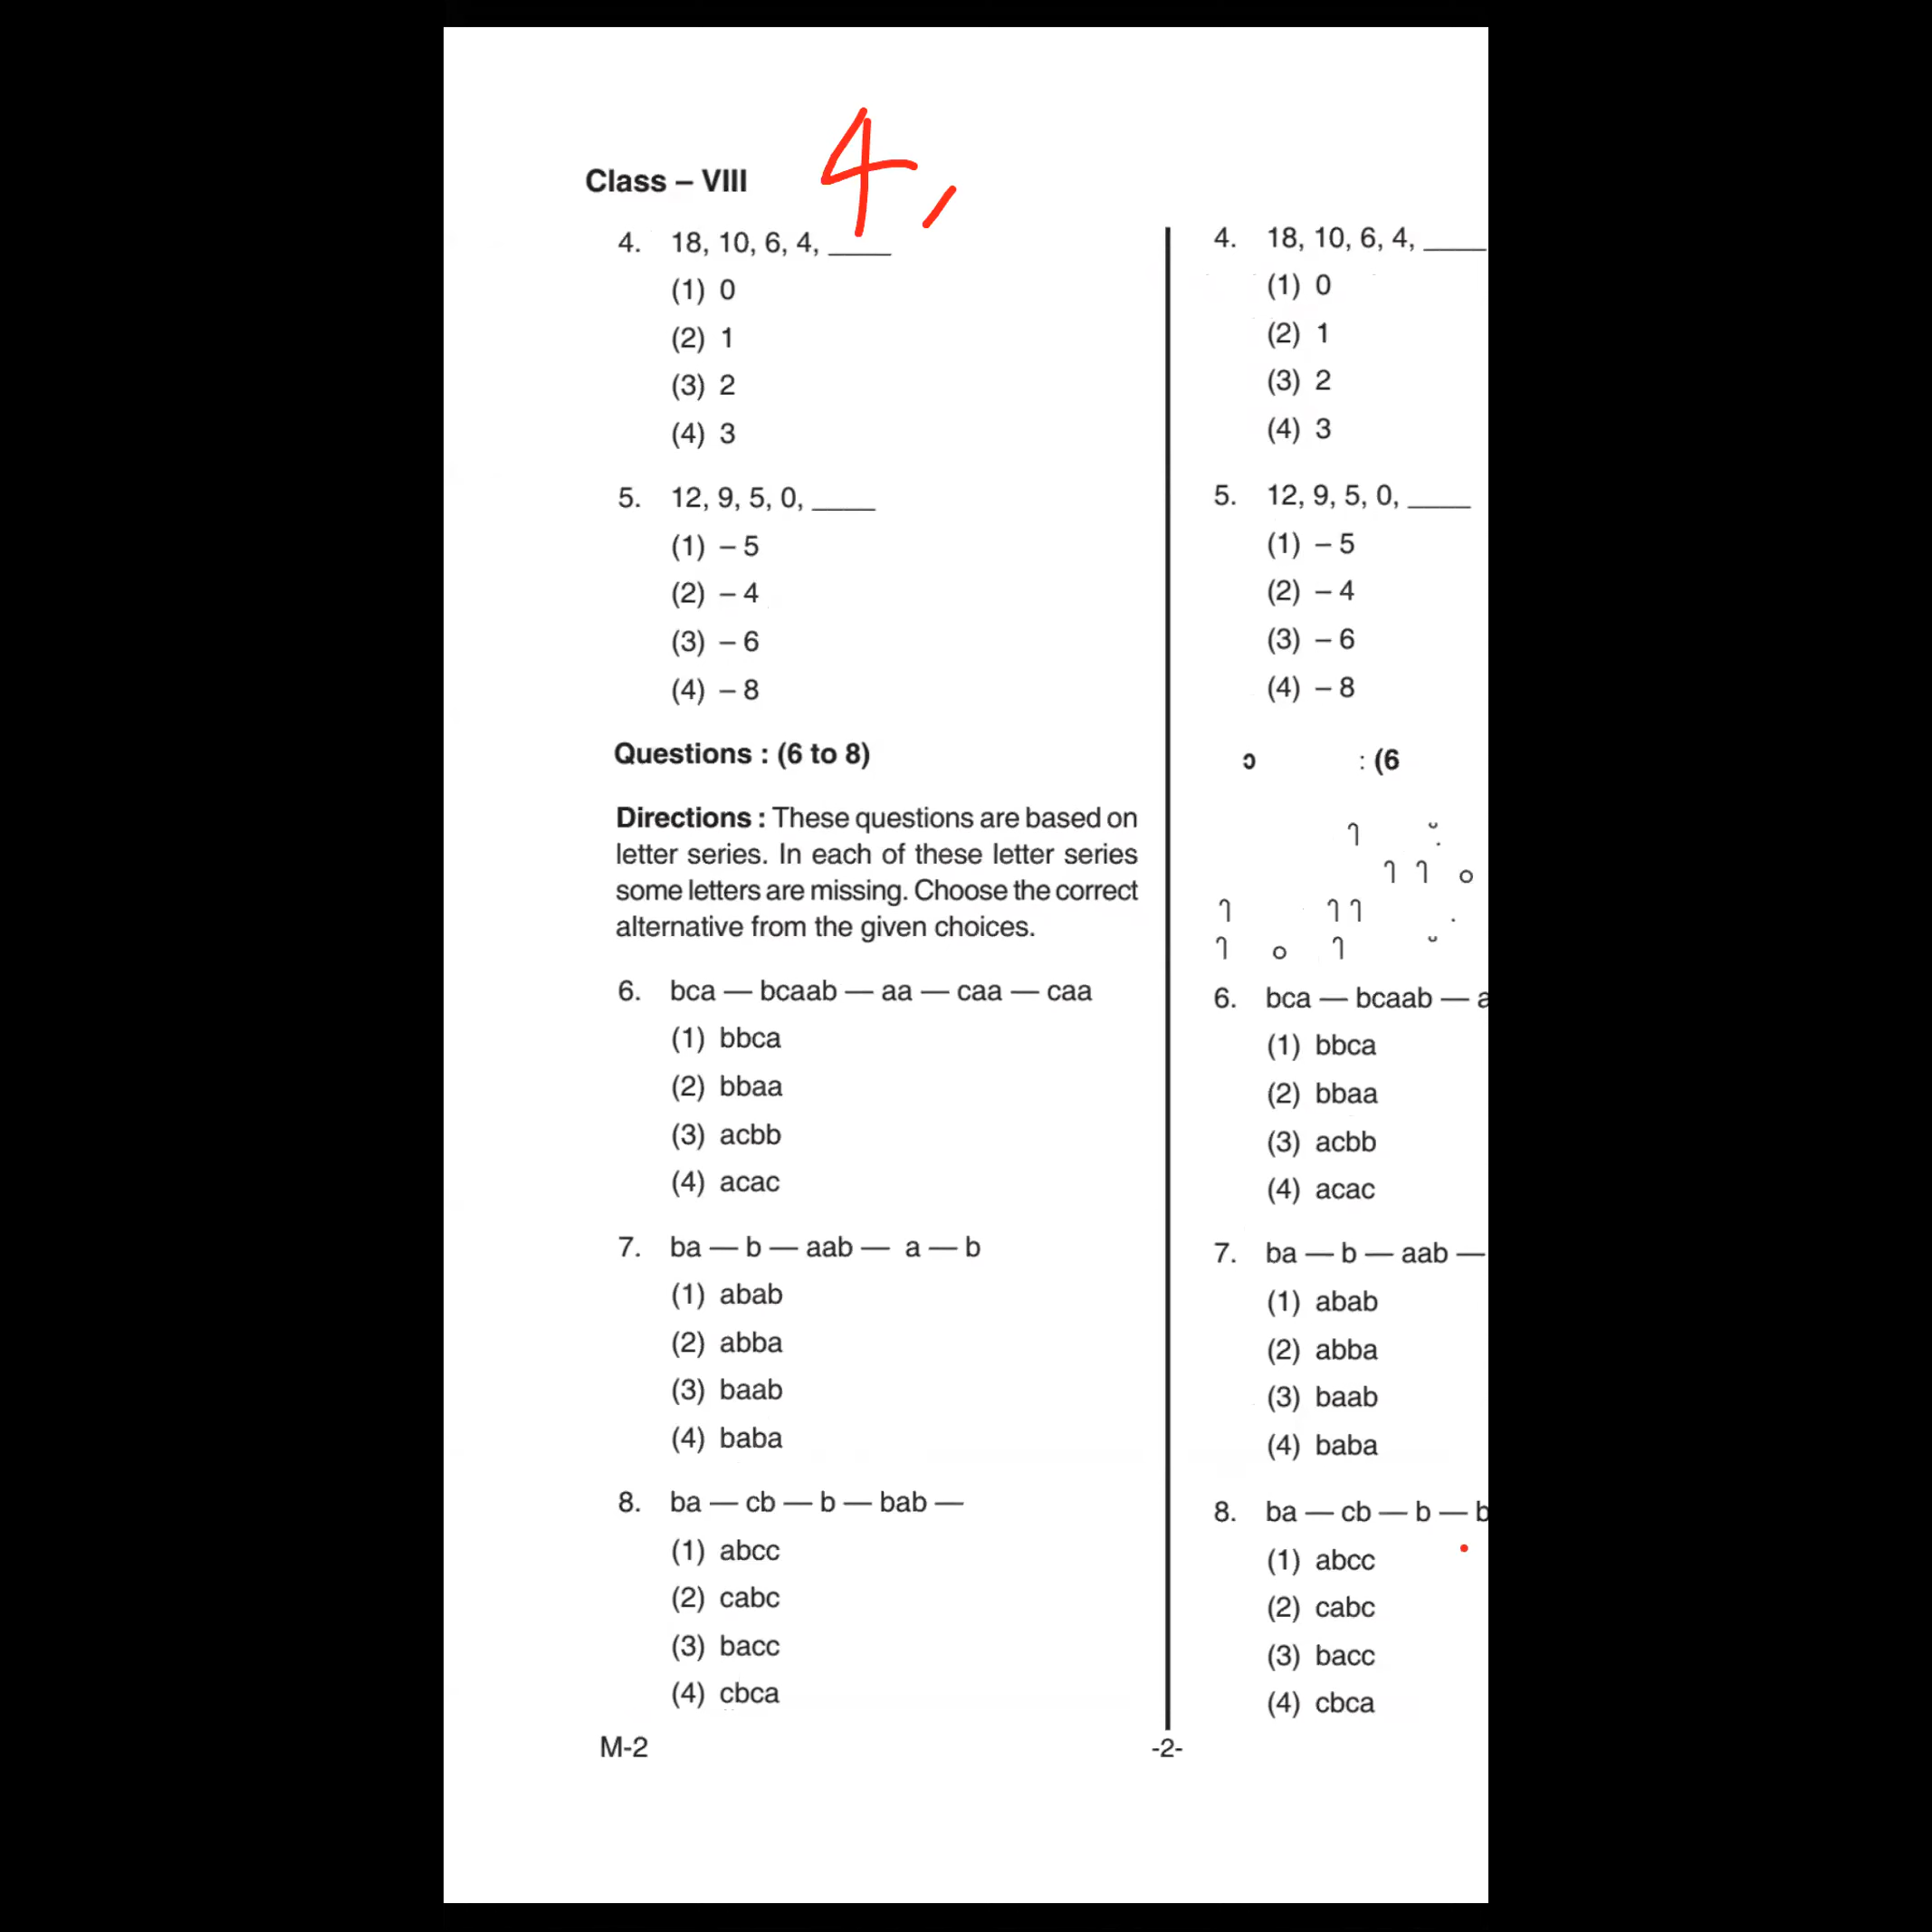 4,
Class – VIII
4. 18, 10, 6, 4, ____
(1) 0
(2) 1
(3) 2
(4) 3
5. 12, 9, 5, 0, ____
(1) – 5
(2) – 4
(3) – 6
(4) – 8
Questions : (6 to 8)
Directions : These questions are based on
letter series. In each of these letter series
some letters are missing. Choose the correct
alternative from the given choices.
6. bca — bcaab — aa — caa — caa
(1) bbca
(2) bbaa
(3) acbb
(4) acac
7. ba — b — aab — a — b
(1) abab
(2) abba
(3) baab
(4) baba
8. ba — cb — b — bab —
(1) abcc
(2) cabc
(3) bacc
(4) cbca
4. 18, 10, 6, 4, ____
(1) 0
(2) 1
(3) 2
(4) 3
5. 12, 9, 5, 0, ____
(1) – 5
(2) – 4
(3) – 6
(4) – 8
: (6
6. bca — bcaab —
(1) bbca
(2) bbaa
(3) acbb
(4) acac
7. ba — b — aab —
(1) abab
(2) abba
(3) baab
(4) baba
8. ba — cb — b —
(1) abcc
(2) cabc
(3) bacc
(4) cbca
M-2
-2-